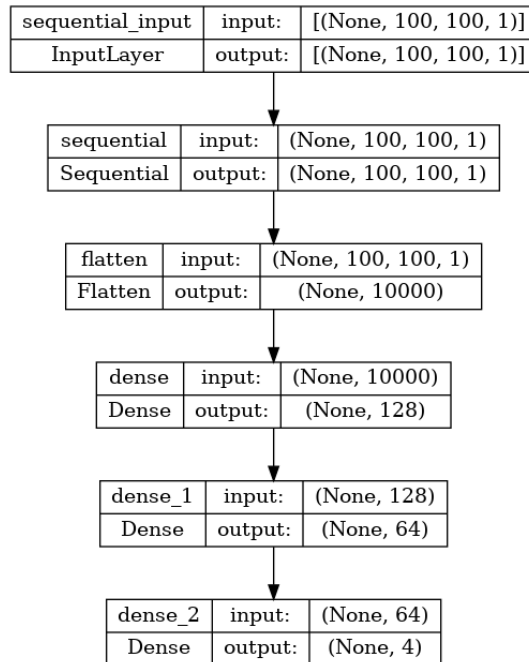 sequential_input input: [(None, 100, 100, 1)]
InputLayer output: [(None, 100, 100, 1)]
sequential input: (None, 100, 100, 1)
Sequential output: (None, 100, 100, 1)
flatten input: (None, 100, 100, 1)
Flatten output: (None, 10000)
dense input: (None, 10000)
Dense output: (None, 128)
dense_1 input: (None, 128)
Dense output: (None, 64)
dense_2 input: (None, 64)
Dense output: (None, 4)